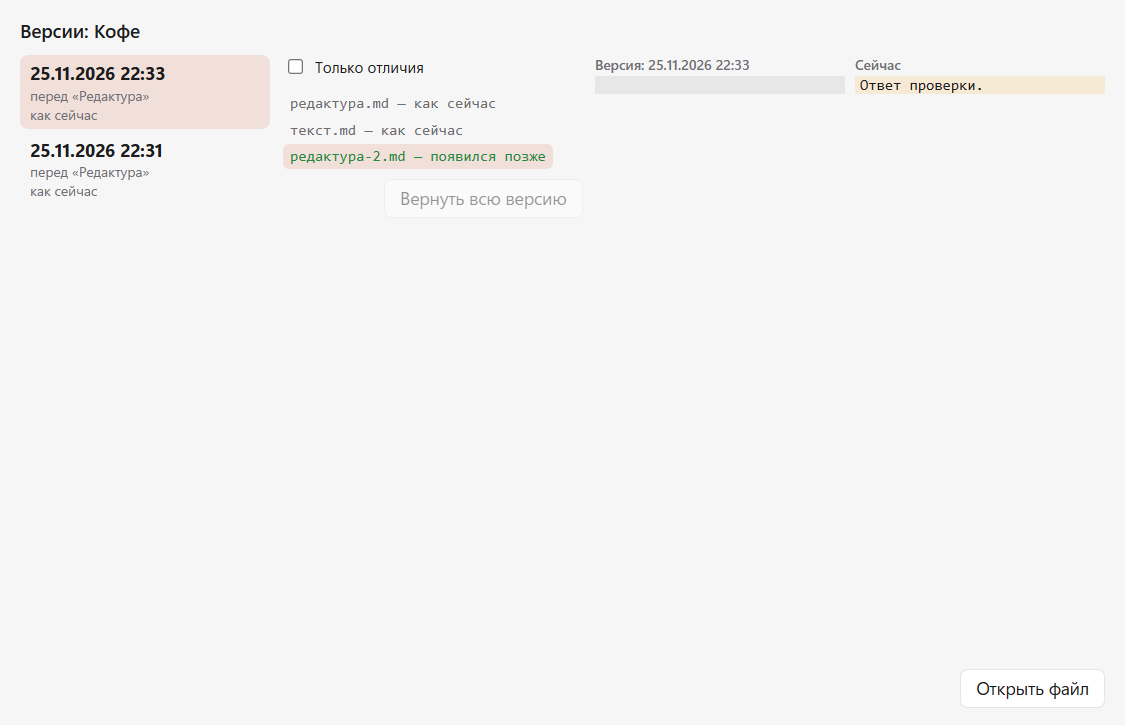 Версии: Кофе
25.11.2026 22:33
перед «Редактура»
как сейчас
25.11.2026 22:31
перед «Редактура»
как сейчас
Только отличия
редактура.md — как сейчас
текст.md — как сейчас
редактура-2.md — появился позже
Вернуть всю версию
Версия: 25.11.2026 22:33
Сейчас
Ответ проверки.
Открыть файл